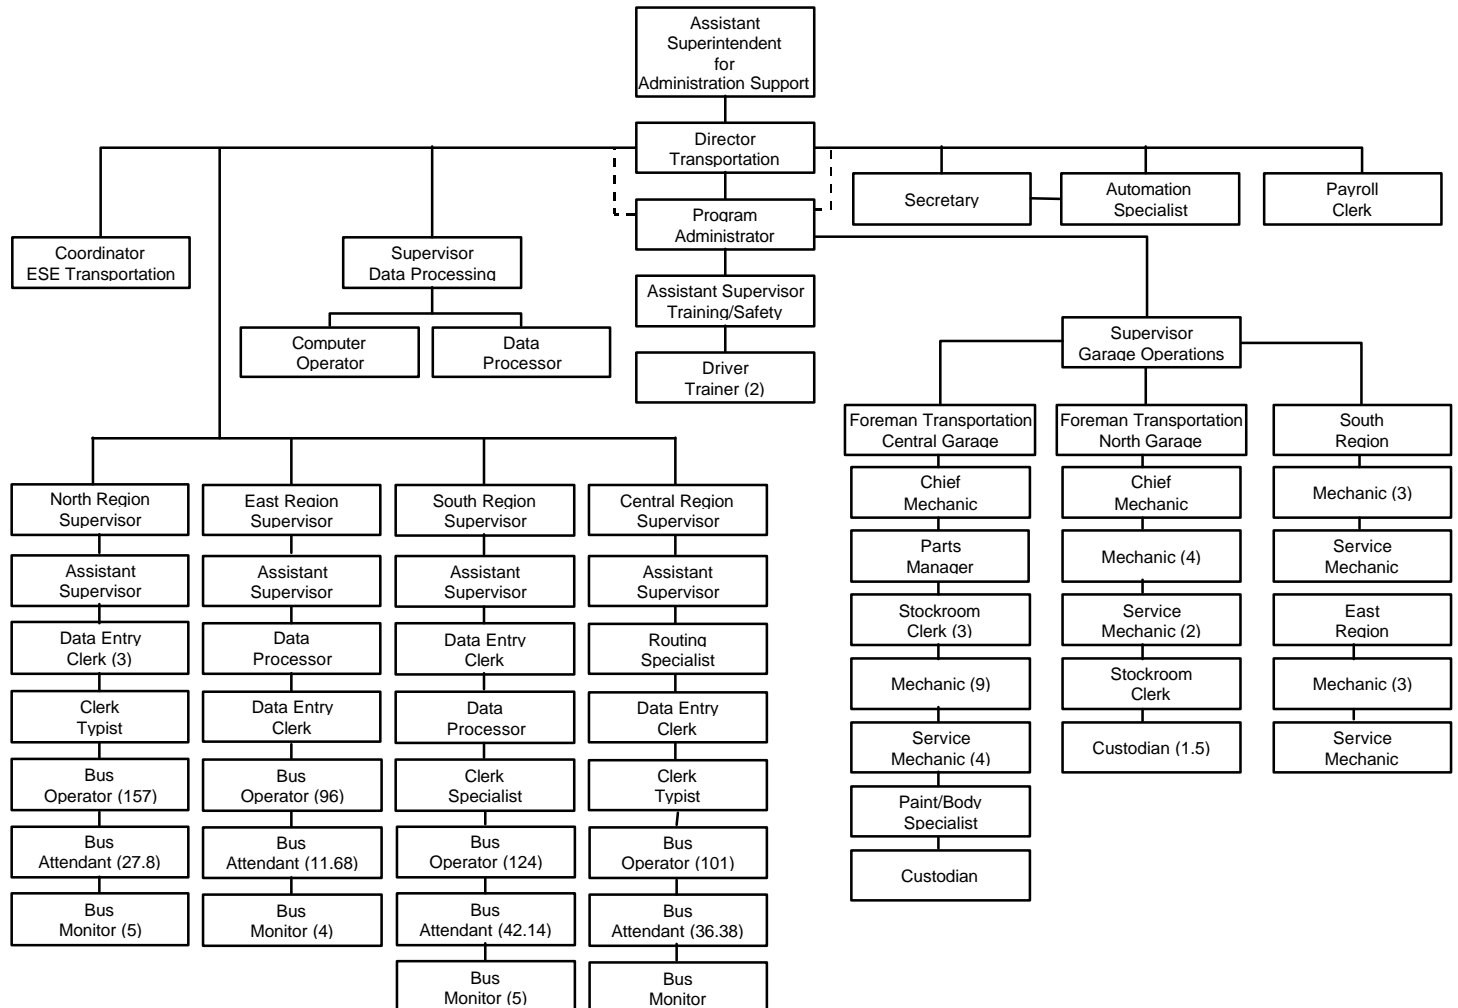 Assistant
Superintendent
for
Administration Support
Director
Transportation
Secretary
Automation
Specialist
Payroll
Clerk
Program
Administrator
Coordinator
ESE Transportation
Supervisor
Data Processing
Assistant Supervisor
Training/Safety
Computer
Operator
Data
Processor
Driver
Trainer (2)
Supervisor
Garage Operations
Foreman Transportation
Central Garage
Foreman Transportation
North Garage
South
Region
Chief
Mechanic
Chief
Mechanic
Mechanic (3)
Parts
Manager
Mechanic (4)
Service
Mechanic
Stockroom
Clerk (3)
Service
Mechanic (2)
East
Region
Mechanic (9)
Stockroom
Clerk
Mechanic (3)
Service
Mechanic (4)
Custodian (1.5)
Service
Mechanic
Paint/Body
Specialist
Custodian
North Region
Supervisor
East Region
Supervisor
South Region
Supervisor
Central Region
Supervisor
Assistant
Supervisor
Assistant
Supervisor
Assistant
Supervisor
Assistant
Supervisor
Data Entry
Clerk (3)
Data
Processor
Data Entry
Clerk
Routing
Specialist
Clerk
Typist
Data Entry
Clerk
Data
Processor
Data Entry
Clerk
Bus
Operator (157)
Bus
Operator (96)
Clerk
Specialist
Clerk
Typist
Bus
Attendant (27.8)
Bus
Attendant (11.68)
Bus
Operator (124)
Bus
Operator (101)
Bus
Monitor (5)
Bus
Monitor (4)
Bus
Attendant (42.14)
Bus
Attendant (36.38)
Bus
Monitor (5)
Bus
Monitor